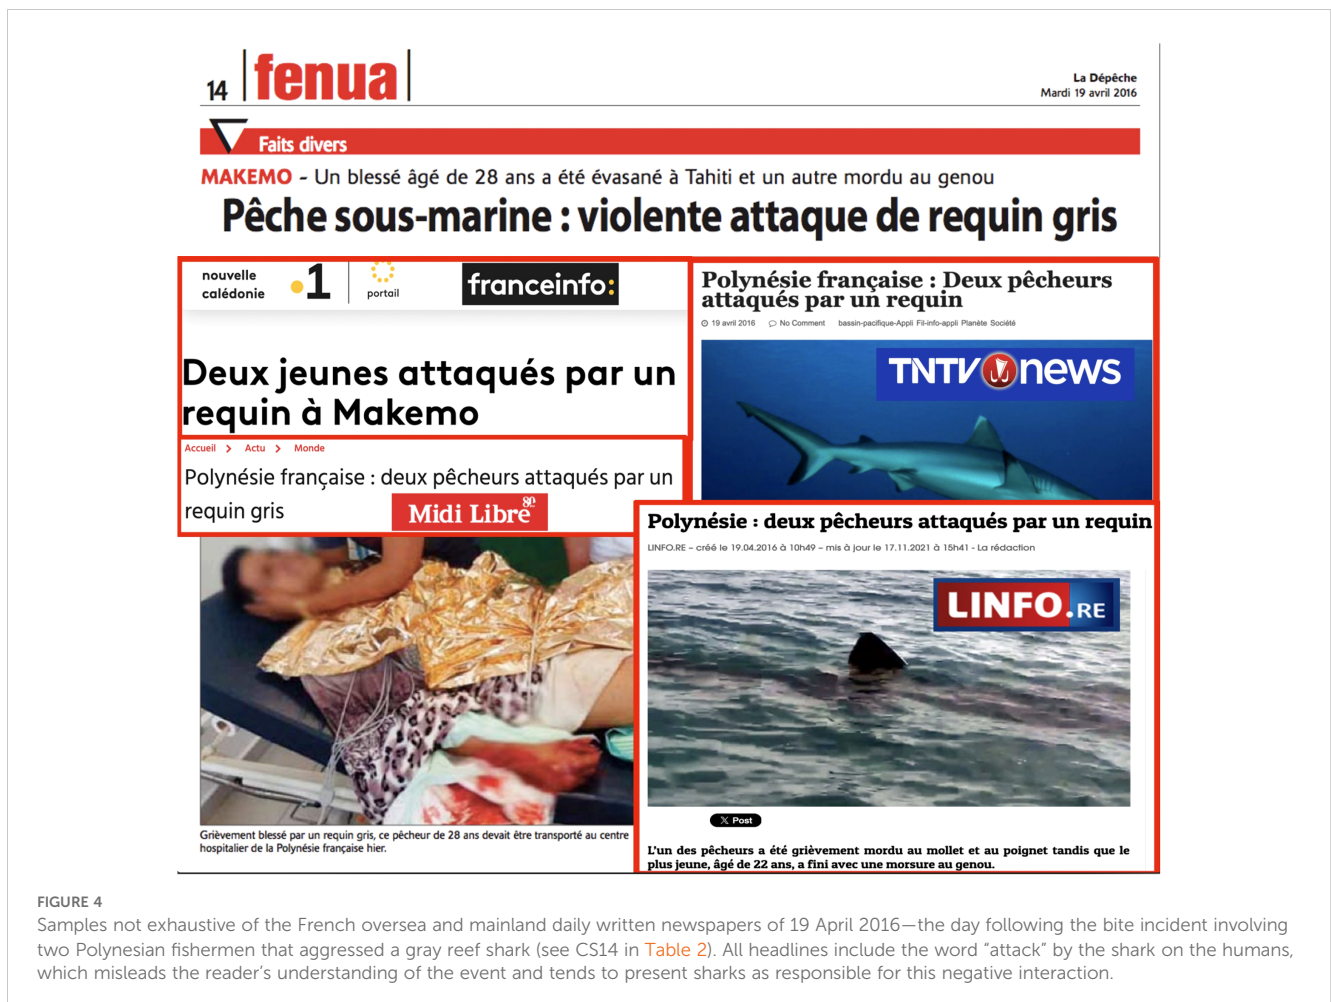 14 fenua
La Dépêche
Mardi 19 avril 2016
Faits divers
MAKEMO - Un blessé âgé de 28 ans a été évasané à Tahiti et un autre mordu au genou
Pêche sous-marine : violente attaque de requin gris
nouvelle
calédonie
1
portail
franceinfo:
Deux jeunes attaqués par un
requin à Makemo
Accueil > Actu > Monde
Polynésie française : deux pêcheurs attaqués par un
requin gris
Midi Libre 80
Polynésie française : Deux pêcheurs
attaqués par un requin
19 avril 2016 No Comment bassin-pacifique-Appli Fil-info-appli Planète Société
TNTV news
Polynésie : deux pêcheurs attaqués par un requin
LINFO.RE – créé le 19.04.2016 à 10h49 – mis à jour le 17.11.2021 à 15h41 - La rédaction
LINFO.RE
X Post
L'un des pêcheurs a été grièvement mordu au mollet et au poignet tandis que le
plus jeune, âgé de 22 ans, a fini avec une morsure au genou.
Grièvement blessé par un requin gris, ce pêcheur de 28 ans devait être transporté au centre
hospitalier de la Polynésie française hier.
FIGURE 4
Samples not exhaustive of the French oversea and mainland daily written newspapers of 19 April 2016—the day following the bite incident involving
two Polynesian fishermen that aggressed a gray reef shark (see CS14 in Table 2). All headlines include the word “attack” by the shark on the humans,
which misleads the reader’s understanding of the event and tends to present sharks as responsible for this negative interaction.